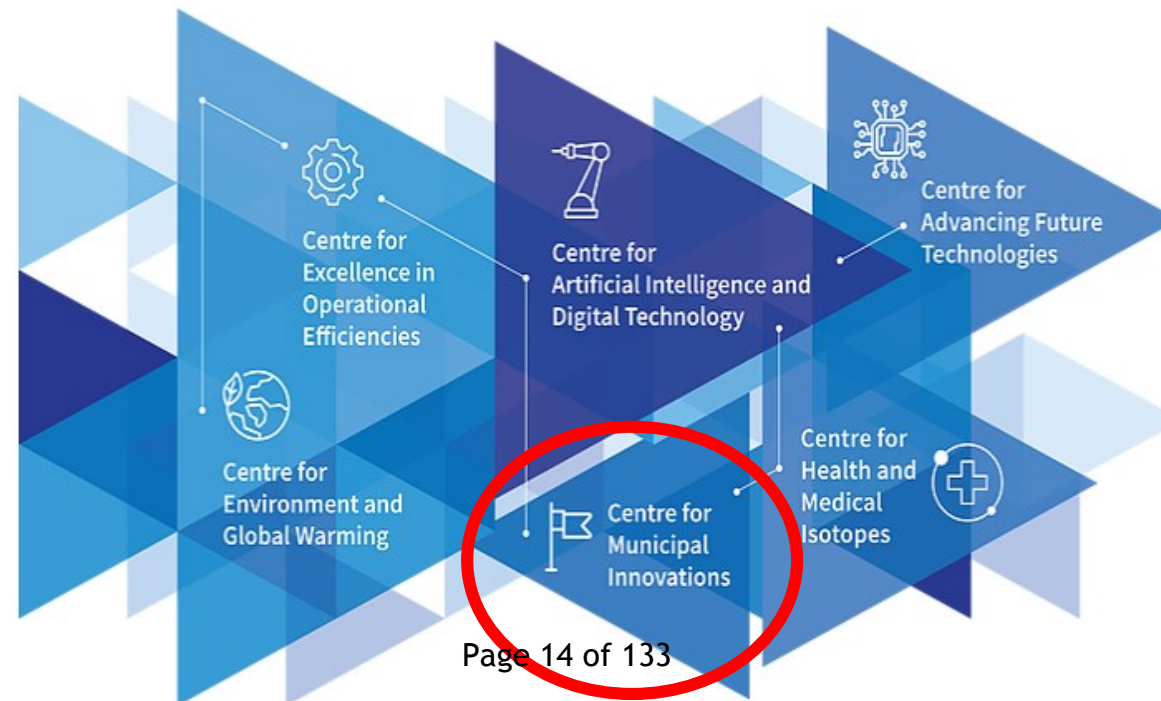 Centre for
Excellence in
Operational
Efficiencies
Centre for
Artificial Intelligence and
Digital Technology
Centre for
Advancing Future
Technologies
Centre for
Environment and
Global Warming
Centre for
Municipal
Innovations
Centre for
Health and
Medical
Isotopes
Page 14 of 133